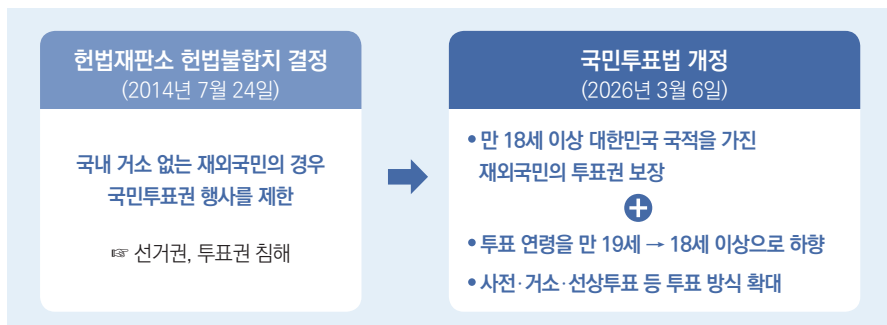 헌법재판소 헌법불합치 결정
(2014년 7월 24일)
국내 거소 없는 재외국민의 경우
국민투표권 행사를 제한
☞ 선거권, 투표권 침해
국민투표법 개정
(2026년 3월 6일)
• 만 18세 이상 대한민국 국적을 가진
재외국민의 투표권 보장
+
• 투표 연령을 만 19세 → 18세 이상으로 하향
• 사전·거소·선상투표 등 투표 방식 확대